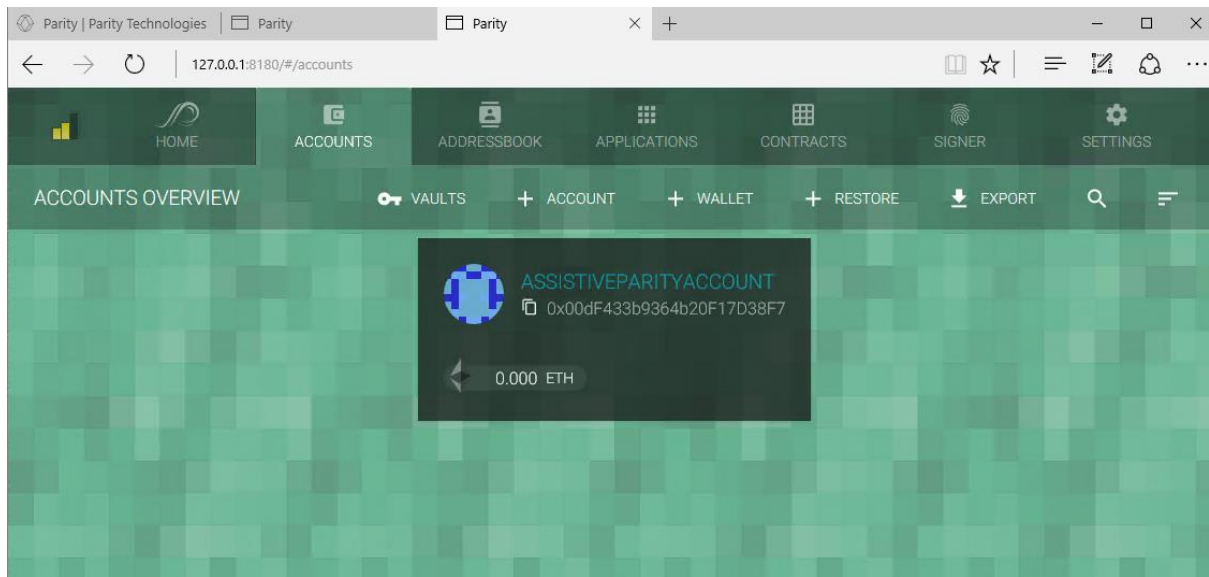 Parity | Parity Technologies Parity Parity
127.0.0.1:8180/#/accounts
HOME ACCOUNTS ADDRESSBOOK APPLICATIONS CONTRACTS SIGNER SETTINGS
ACCOUNTS OVERVIEW VAULTS + ACCOUNT + WALLET + RESTORE EXPORT
ASSISTIVEPARITYACCOUNT
0x00dF433b9364b20F17D38F7
0.000 ETH